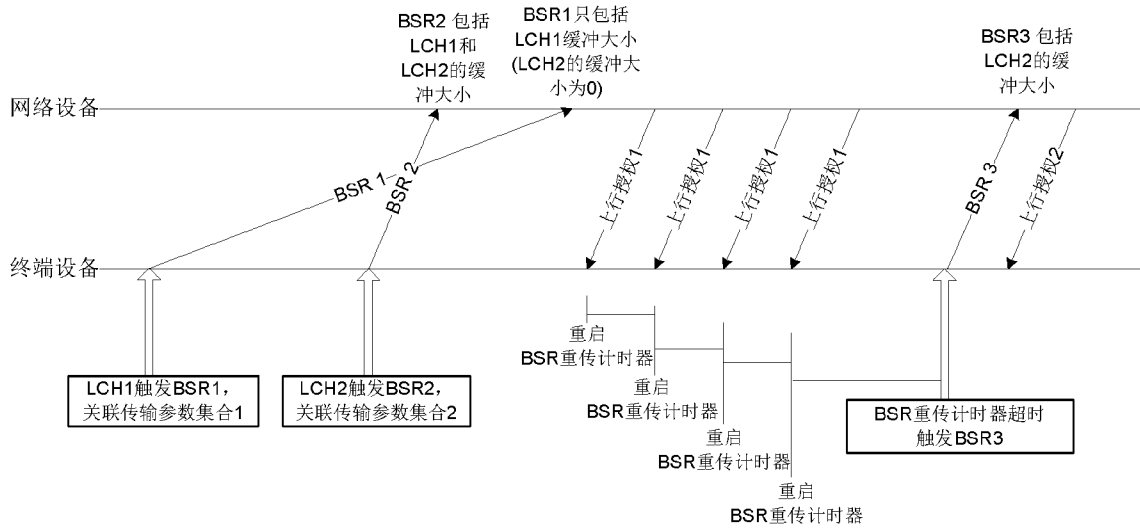 BSR2 包括
LCH1和
LCH2的缓
冲大小
BSR1只包括
LCH1缓冲大小
(LCH2的缓冲大
小为0)
BSR3 包括
LCH2的缓
冲大小
网络设备
BSR 1
BSR 2
上行授权1
上行授权1
上行授权1
上行授权1
BSR 3
上行授权2
终端设备
重启
BSR重传计时器
重启
BSR重传计时器
重启
BSR重传计时器
重启
BSR重传计时器
LCH1触发BSR1，
关联传输参数集合1
LCH2触发BSR2，
关联传输参数集合2
BSR重传计时器超时
触发BSR3